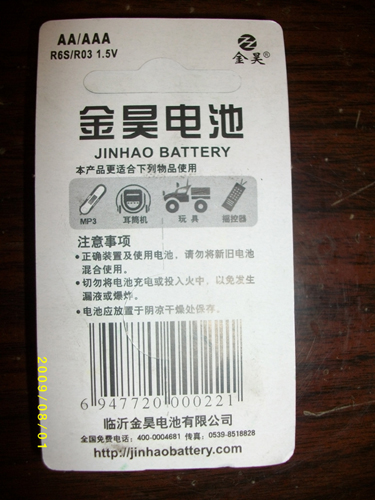 AA/AAA
R6S/R03 1.5V
金昊®
金昊电池
JINHAO BATTERY
本产品更适合下列物品使用
MP3 耳筒机 玩具 摇控器
注意事项
•正确装置及使用电池，请勿将新旧电池
混合使用。
•切勿将电池充电或投入火中，以免发生
漏液或爆炸。
•电池应放置于阴凉干燥处保存。
6 947720 000221
临沂金昊电池有限公司
全国免费电话：400-0004681 传真：0539-8518828
http://jinhaobattery.com
2009/08/01